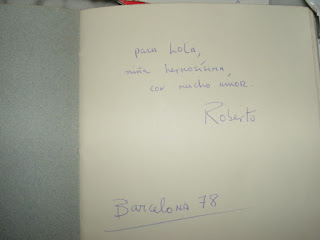 para Lola,
niña hermosísima,
con mucho amor.
Roberto
Barcelona 78